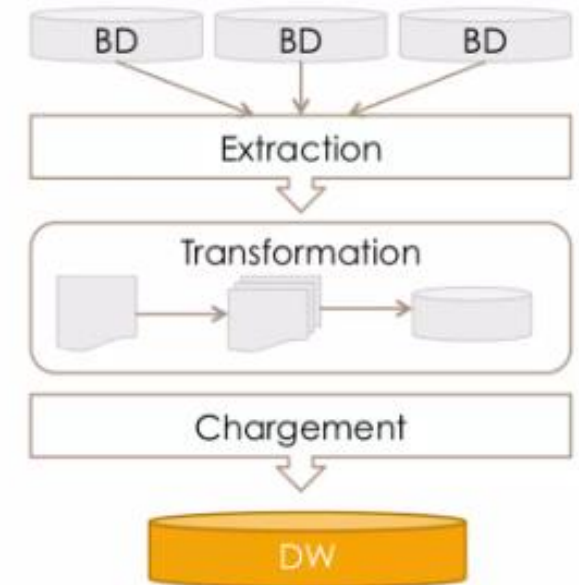 BD BD BD
Extraction
Transformation
Chargement
DW